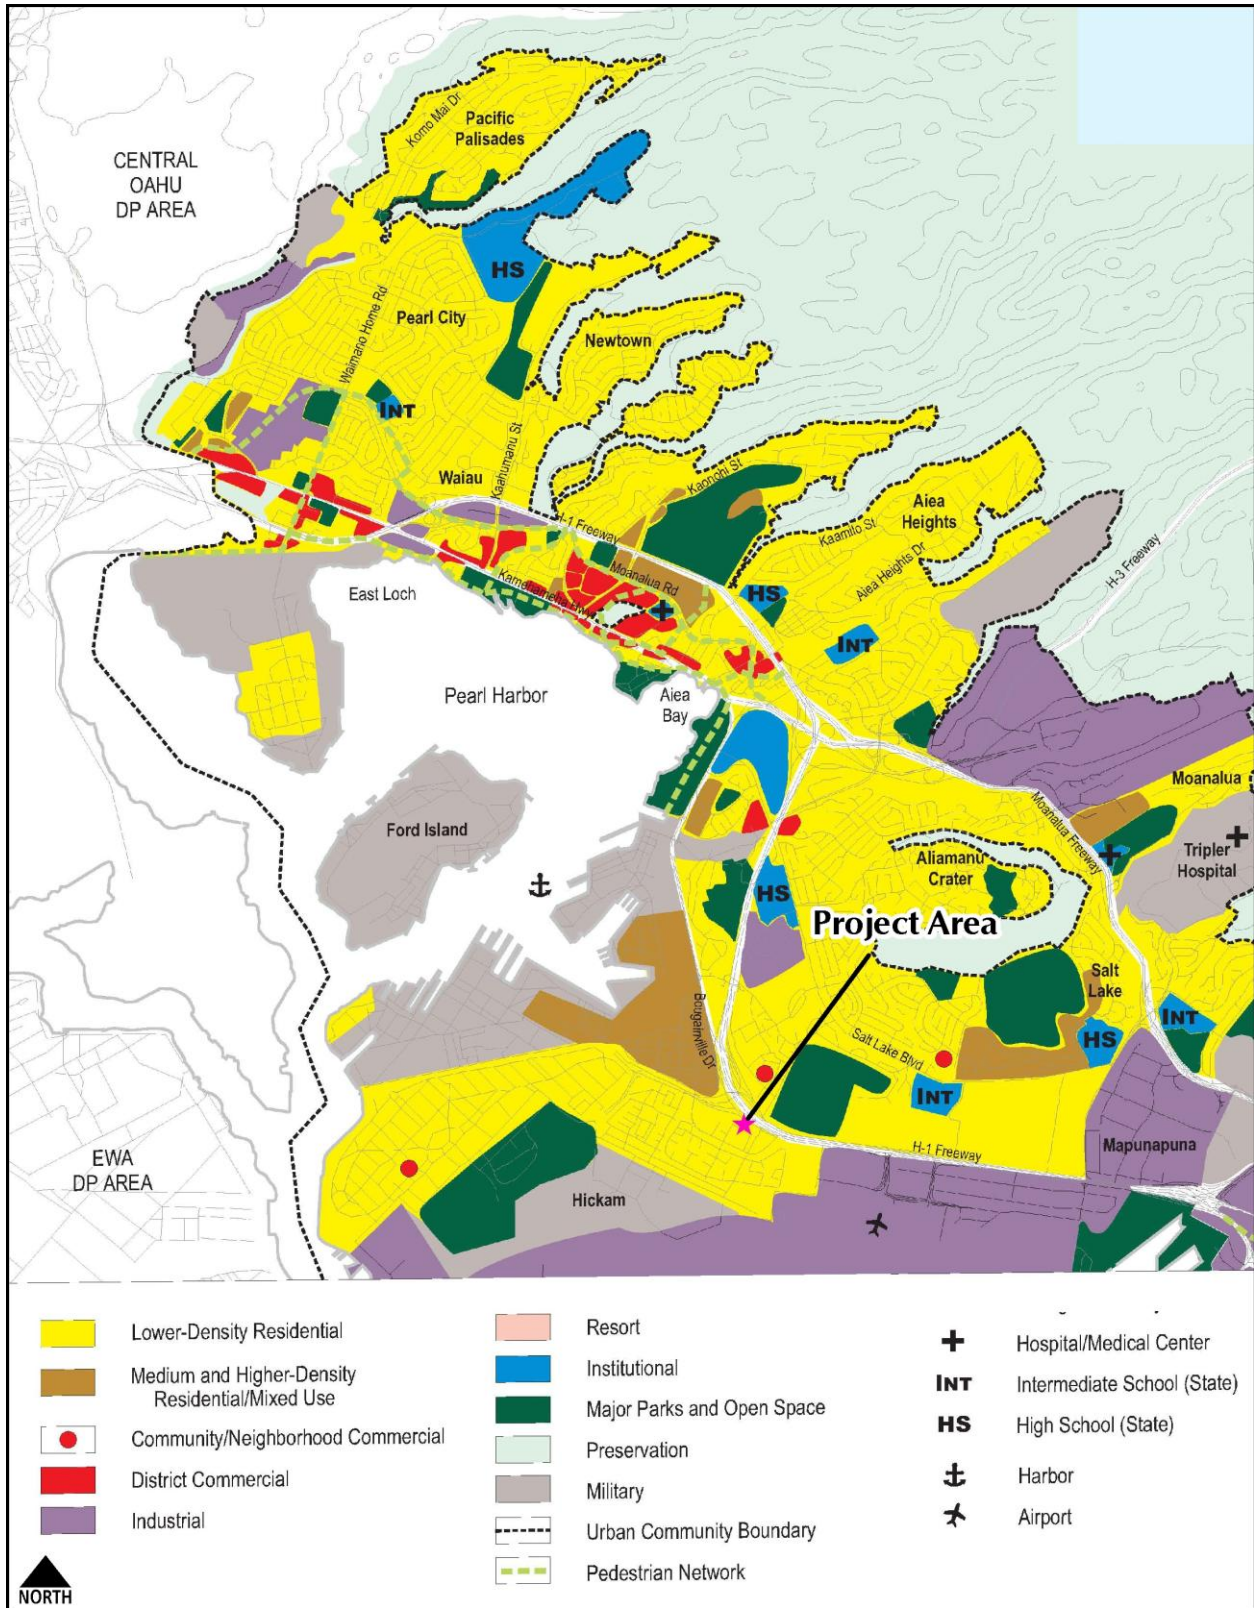 Komo Mai Dr
Pacific
Palisades
CENTRAL
OAHU
DP AREA
HS
Waimano Home Rd
Pearl City
Newtown
INT
Kaahumanu St
Waiau
Kaonohi St
H-1 Freeway
Aiea
Heights
Kaamilo St
Aiea Heights Dr
H-3 Freeway
Moanalua Rd
Kamehameha Hwy
East Loch
HS
INT
Pearl Harbor
Aiea
Bay
Moanalua
Moanalua Freeway
Ford Island
Aliamanu
Crater
Tripler
Hospital
HS
Project Area
Salt
Lake
Bougainville Dr
Salt Lake Blvd
INT
HS
INT
Mapunapuna
H-1 Freeway
EWA
DP AREA
Hickam
Lower-Density Residential
Medium and Higher-Density
Residential/Mixed Use
Community/Neighborhood Commercial
District Commercial
Industrial
Resort
Institutional
Major Parks and Open Space
Preservation
Military
Urban Community Boundary
Pedestrian Network
Hospital/Medical Center
INT Intermediate School (State)
HS High School (State)
Harbor
Airport
NORTH